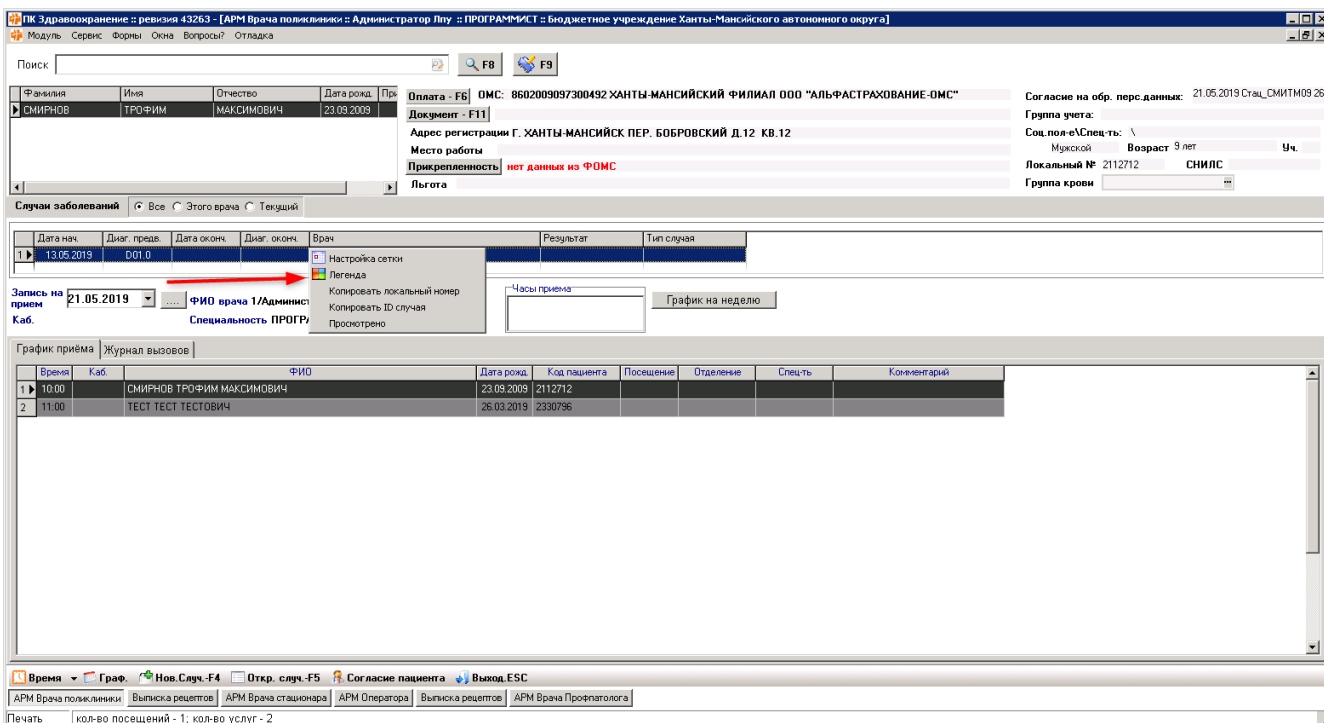 ПК Здравоохранение :: ревизия 43263 - [АРМ Врача поликлиники :: Администратор Лпу :: ПРОГРАММИСТ :: Бюджетное учреждение Ханты-Мансийского автономного округа]
Модуль Сервис Формы Окна Вопросы? Отладка
Поиск F8 F9
Фамилия Имя Отчество Дата рожд. При
СМИРНОВ ТРОФИМ МАКСИМОВИЧ 23.09.2009
Оплата - F6 ОМС: 8602009097300492 ХАНТЫ-МАНСИЙСКИЙ ФИЛИАЛ ООО "АЛЬФАСТРАХОВАНИЕ-ОМС"
Документ - F11
Адрес регистрации Г. ХАНТЫ-МАНСИЙСК ПЕР. БОБРОВСКИЙ Д.12 КВ.12
Место работы
Прикрепленность нет данных из ФОМС
Льгота
Согласие на обр. перс.данных: 21.05.2019 Стац_СМИТМ09 26
Группа учета:
Соц.пол-е\Спец-ть: \
Мужской Возраст 9 лет Уч.
Локальный № 2112712 СНИЛС
Группа крови ...
Случаи заболеваний Все Этого врача Текущий
Дата нач. Диаг. предв. Дата оконч. Диаг. оконч. Врач Результат Тип случая
1 13.05.2019 D01.0
Настройка сетки
Легенда
Копировать локальный номер
Копировать ID случая
Просмотрено
Запись на прием 21.05.2019 .... ФИО врача 1/Админист
Каб. Специальность ПРОГРА
Часы приема
График на неделю
График приёма Журнал вызовов
Время Каб. ФИО Дата рожд. Код пациента Посещение Отделение Спец-ть Комментарий
1 10:00 СМИРНОВ ТРОФИМ МАКСИМОВИЧ 23.09.2009 2112712
2 11:00 ТЕСТ ТЕСТ ТЕСТОВИЧ 26.03.2019 2330796
Время Граф. Нов.Случ.-F4 Откр. случ.-F5 Согласие пациента Выход.ESC
АРМ Врача поликлиники Выписка рецептов АРМ Врача стационара АРМ Оператора Выписка рецептов АРМ Врача Профпатолога
Печать кол-во посещений - 1; кол-во услуг - 2